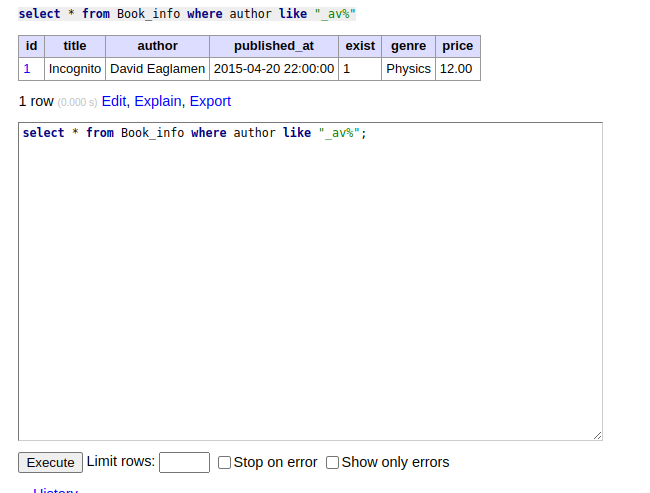 select * from Book_info where author like "_av%"
id title author published_at exist genre price
1 Incognito David Eaglamen 2015-04-20 22:00:00 1 Physics 12.00
1 row (0.000 s) Edit, Explain, Export
select * from Book_info where author like "_av%";
Execute Limit rows: Stop on error Show only errors
History